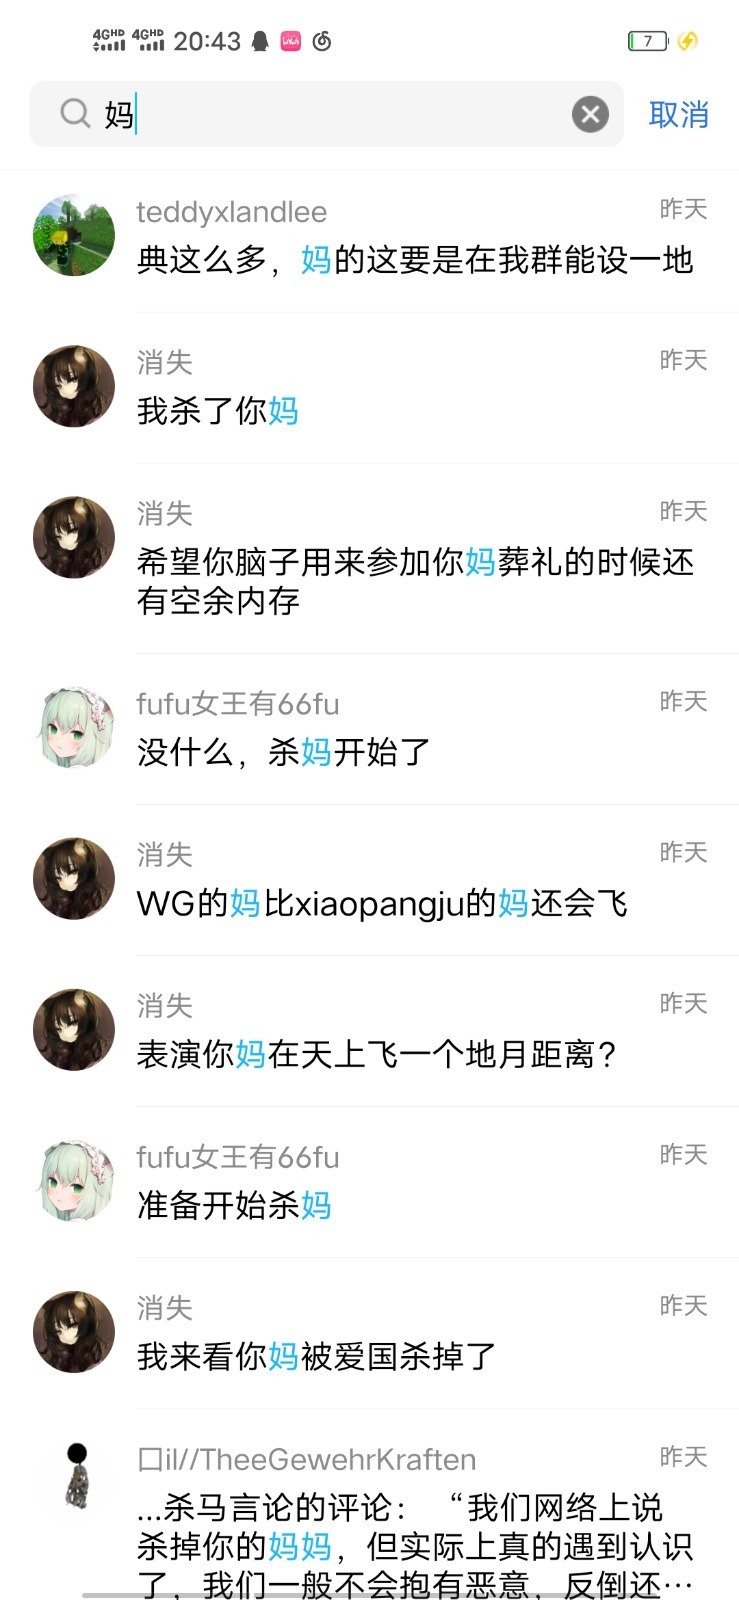 4GHD 4GHD 20:43 7
妈 取消
teddyxlandlee 昨天
典这么多，妈的这要是在我群能设一地
消失 昨天
我杀了你妈
消失 昨天
希望你脑子用来参加你妈葬礼的时候还
有空余内存
fufu女王有66fu 昨天
没什么，杀妈开始了
消失 昨天
WG的妈比xiaopangju的妈还会飞
消失 昨天
表演你妈在天上飞一个地月距离？
fufu女王有66fu 昨天
准备开始杀妈
消失 昨天
我来看你妈被爱国杀掉了
口il//TheeGewehrKraften 昨天
...杀马言论的评论：“我们网络上说
杀掉你的妈妈，但实际上真的遇到认识
了，我们一般不会抱有恶意，反倒还…